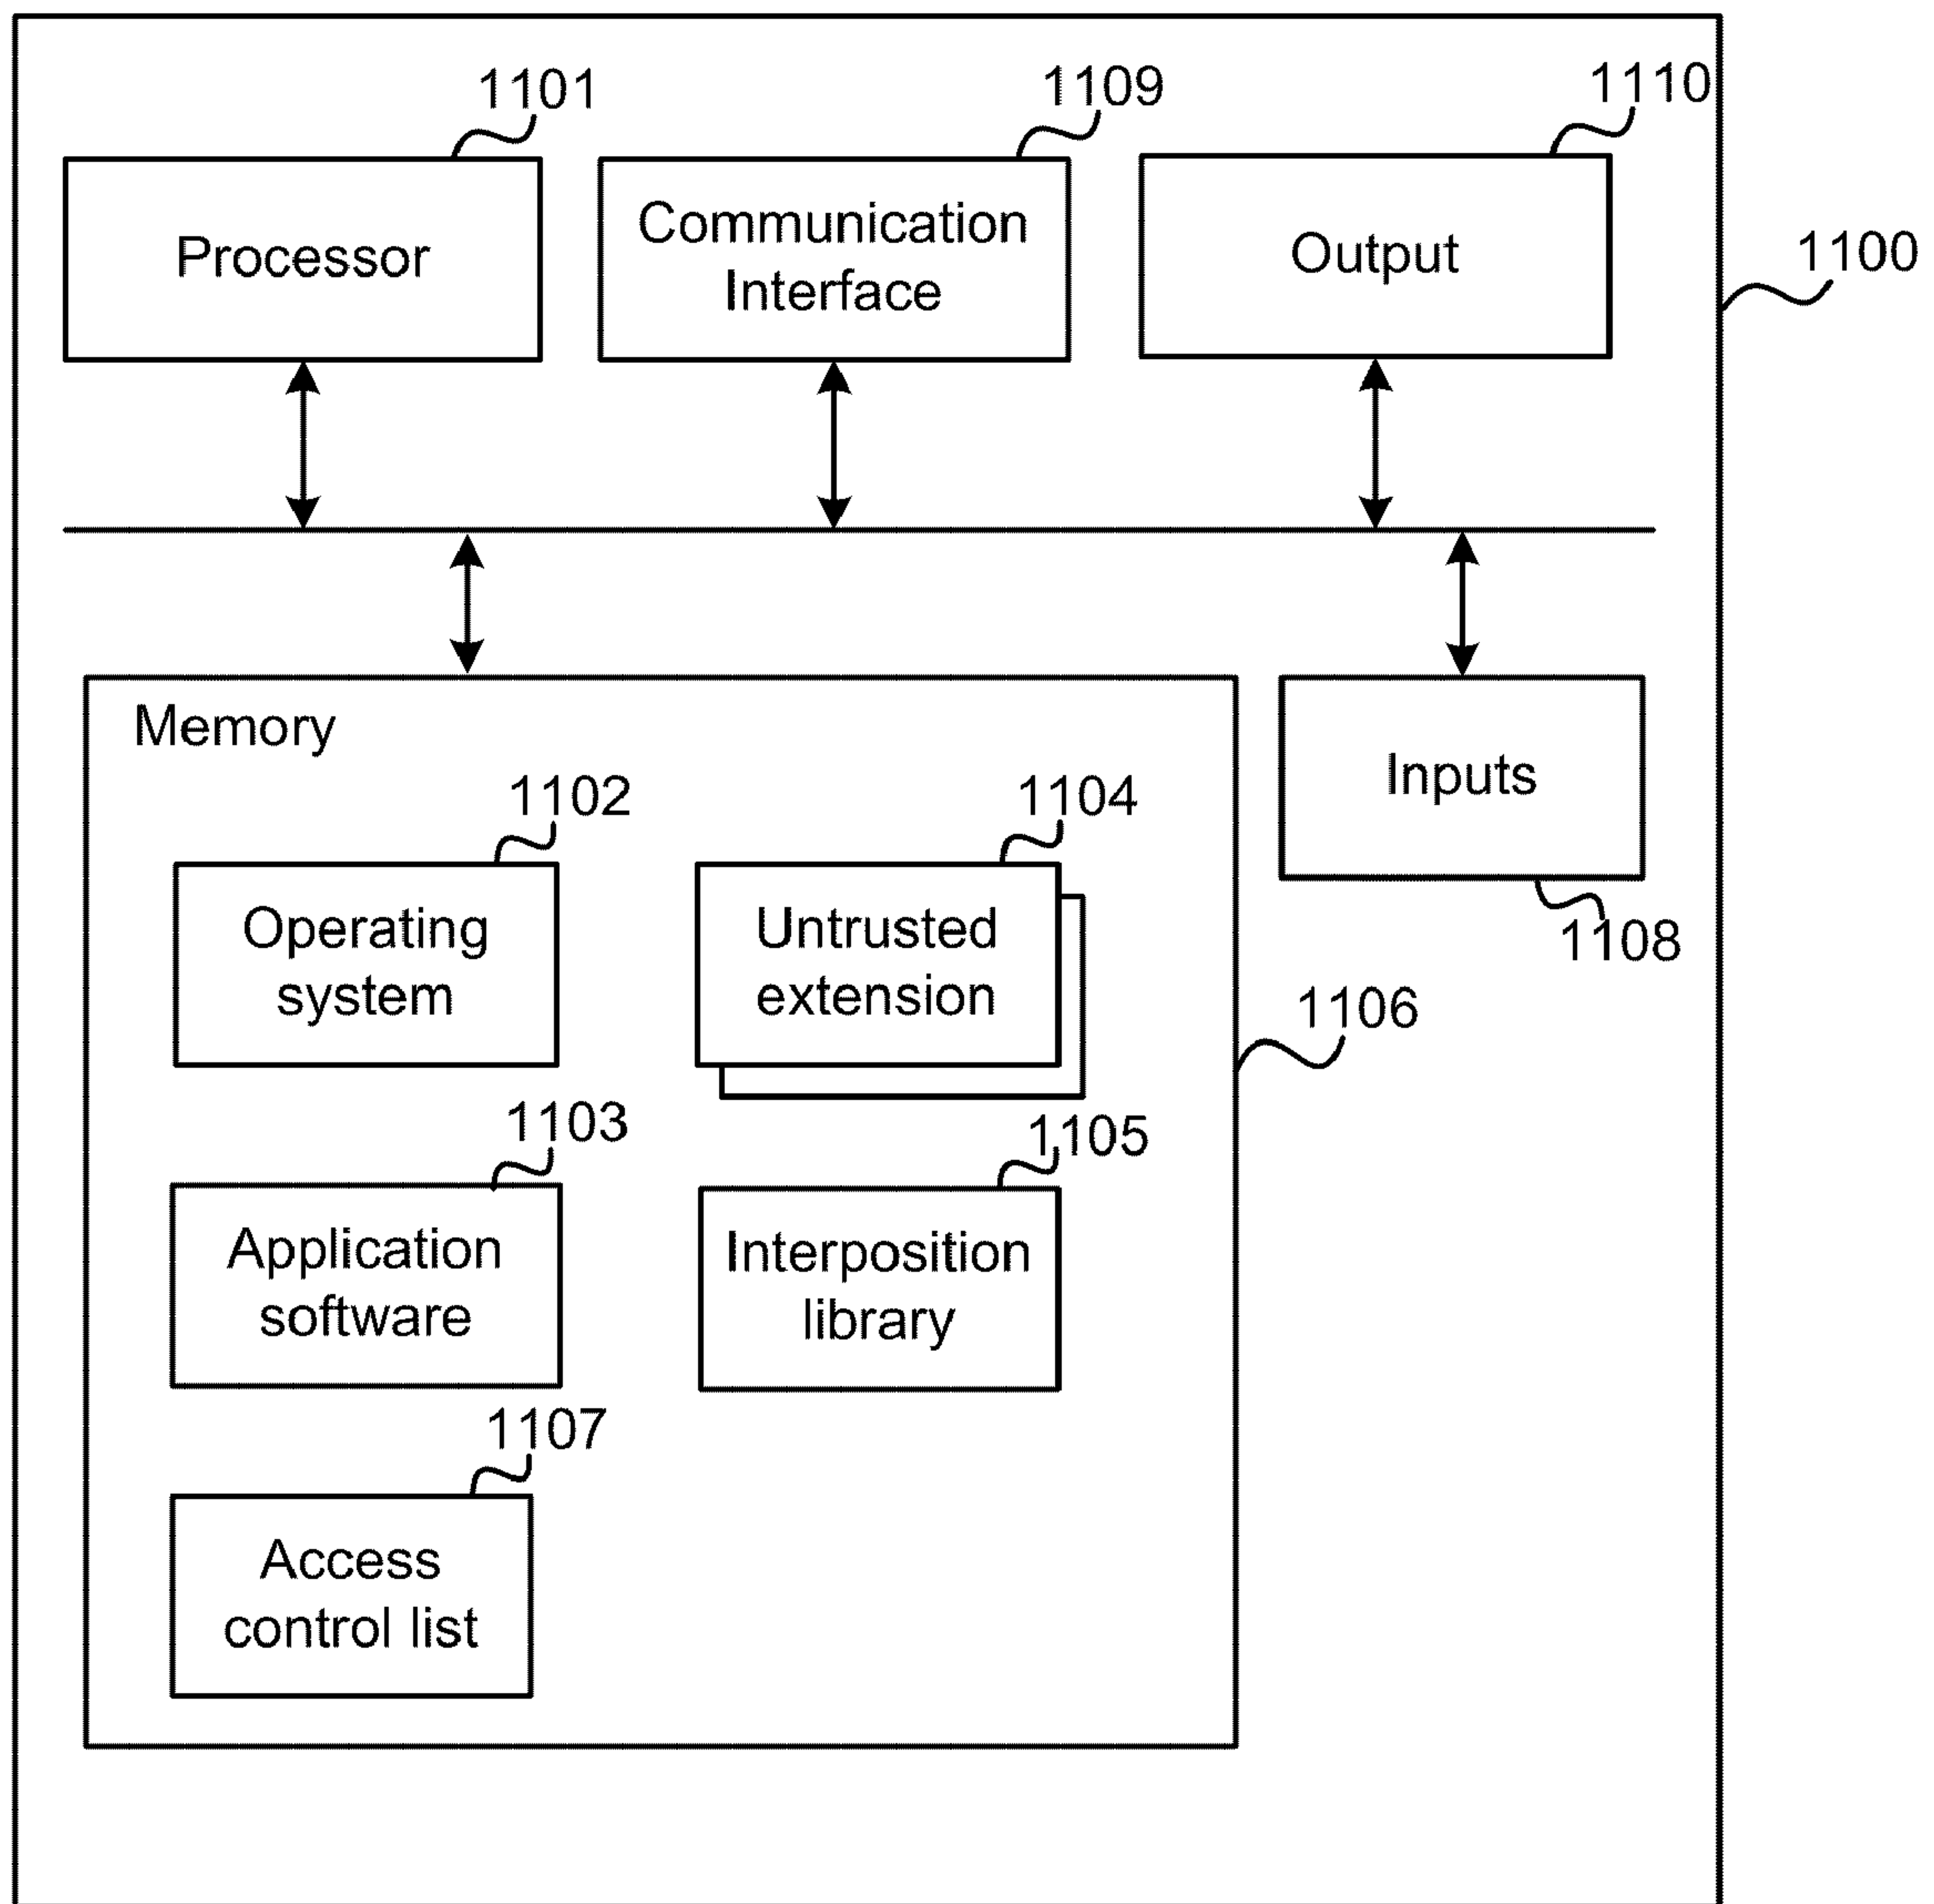 1101
1109
1110
Processor
Communication
Interface
Output
1100
Memory
Inputs
1102
1104
Operating
system
Untrusted
extension
1108
1106
1103
1105
Application
software
Interposition
library
1107
Access
control list